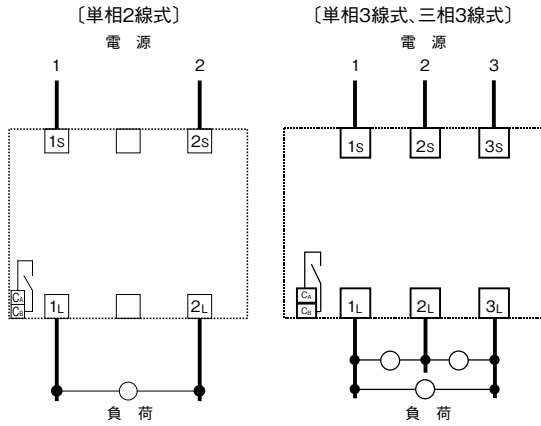 〔単相2線式〕
電 源
1 2
1S 2S
CA
CB
1L 2L
負 荷
〔単相3線式、三相3線式〕
電 源
1 2 3
1S 2S 3S
CA
CB
1L 2L 3L
負 荷